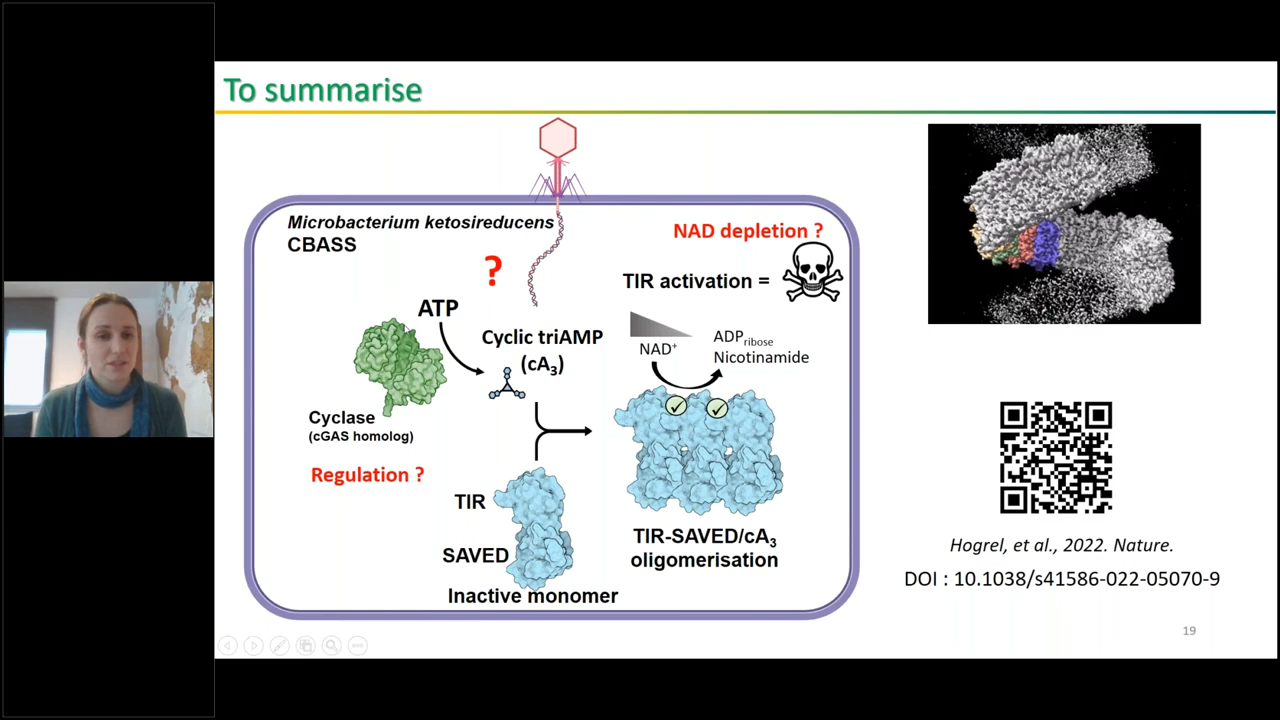 To summarise
Microbacterium ketosireducens
CBASS
?
ATP
Cyclic triAMP
(cA3)
Cyclase
(cGAS homolog)
Regulation ?
TIR
SAVED
Inactive monomer
NAD depletion ?
TIR activation =
NAD+
ADPribose
Nicotinamide
TIR-SAVED/cA3
oligomerisation
Hogrel, et al., 2022. Nature.
DOI : 10.1038/s41586-022-05070-9
19